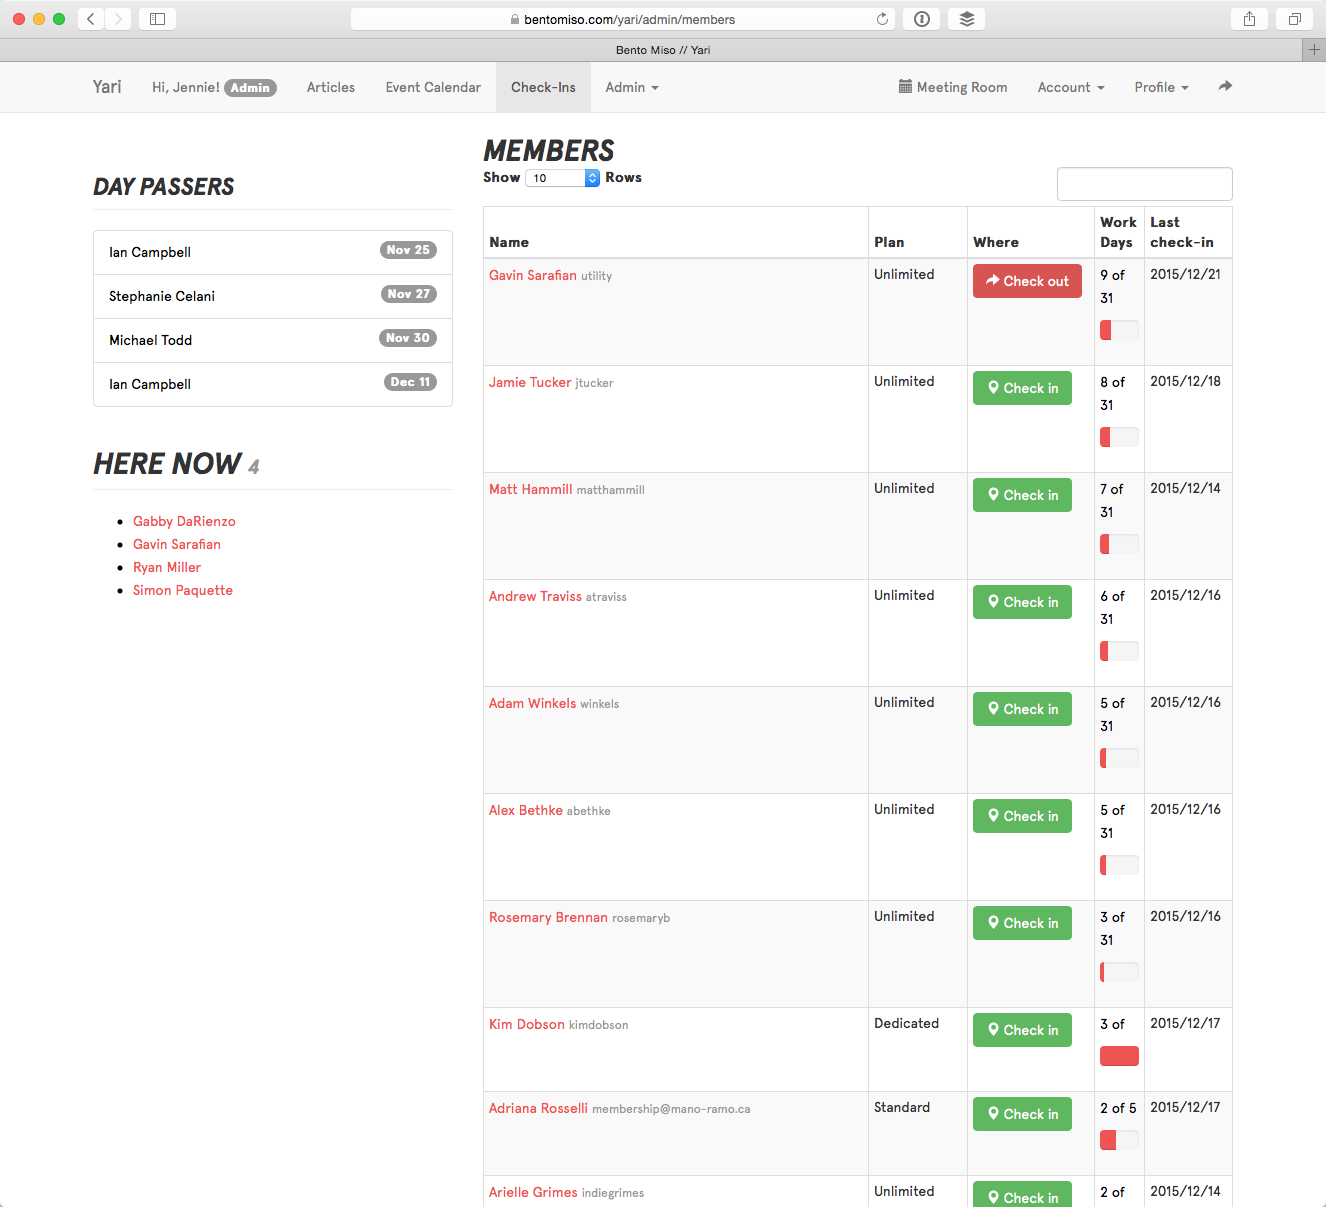 bentomiso.com/yari/admin/members
Bento Miso // Yari
Yari Hi, Jennie! Admin Articles Event Calendar Check-Ins Admin Meeting Room Account Profile
DAY PASSERS
Ian Campbell Nov 25
Stephanie Celani Nov 27
Michael Todd Nov 30
Ian Campbell Dec 11
HERE NOW 4
Gabby DaRienzo
Gavin Sarafian
Ryan Miller
Simon Paquette
MEMBERS
Show 10 Rows
Name Plan Where Work Days Last check-in
Gavin Sarafian utility Unlimited Check out 9 of 31 2015/12/21
Jamie Tucker jtucker Unlimited Check in 8 of 31 2015/12/18
Matt Hammill matthammill Unlimited Check in 7 of 31 2015/12/14
Andrew Traviss atraviss Unlimited Check in 6 of 31 2015/12/16
Adam Winkels winkels Unlimited Check in 5 of 31 2015/12/16
Alex Bethke abethke Unlimited Check in 5 of 31 2015/12/16
Rosemary Brennan rosemaryb Unlimited Check in 3 of 31 2015/12/16
Kim Dobson kimdobson Dedicated Check in 3 of 2015/12/17
Adriana Rosselli membership@mano-ramo.ca Standard Check in 2 of 5 2015/12/17
Arielle Grimes indiegrimes Unlimited Check in 2 of 2015/12/14